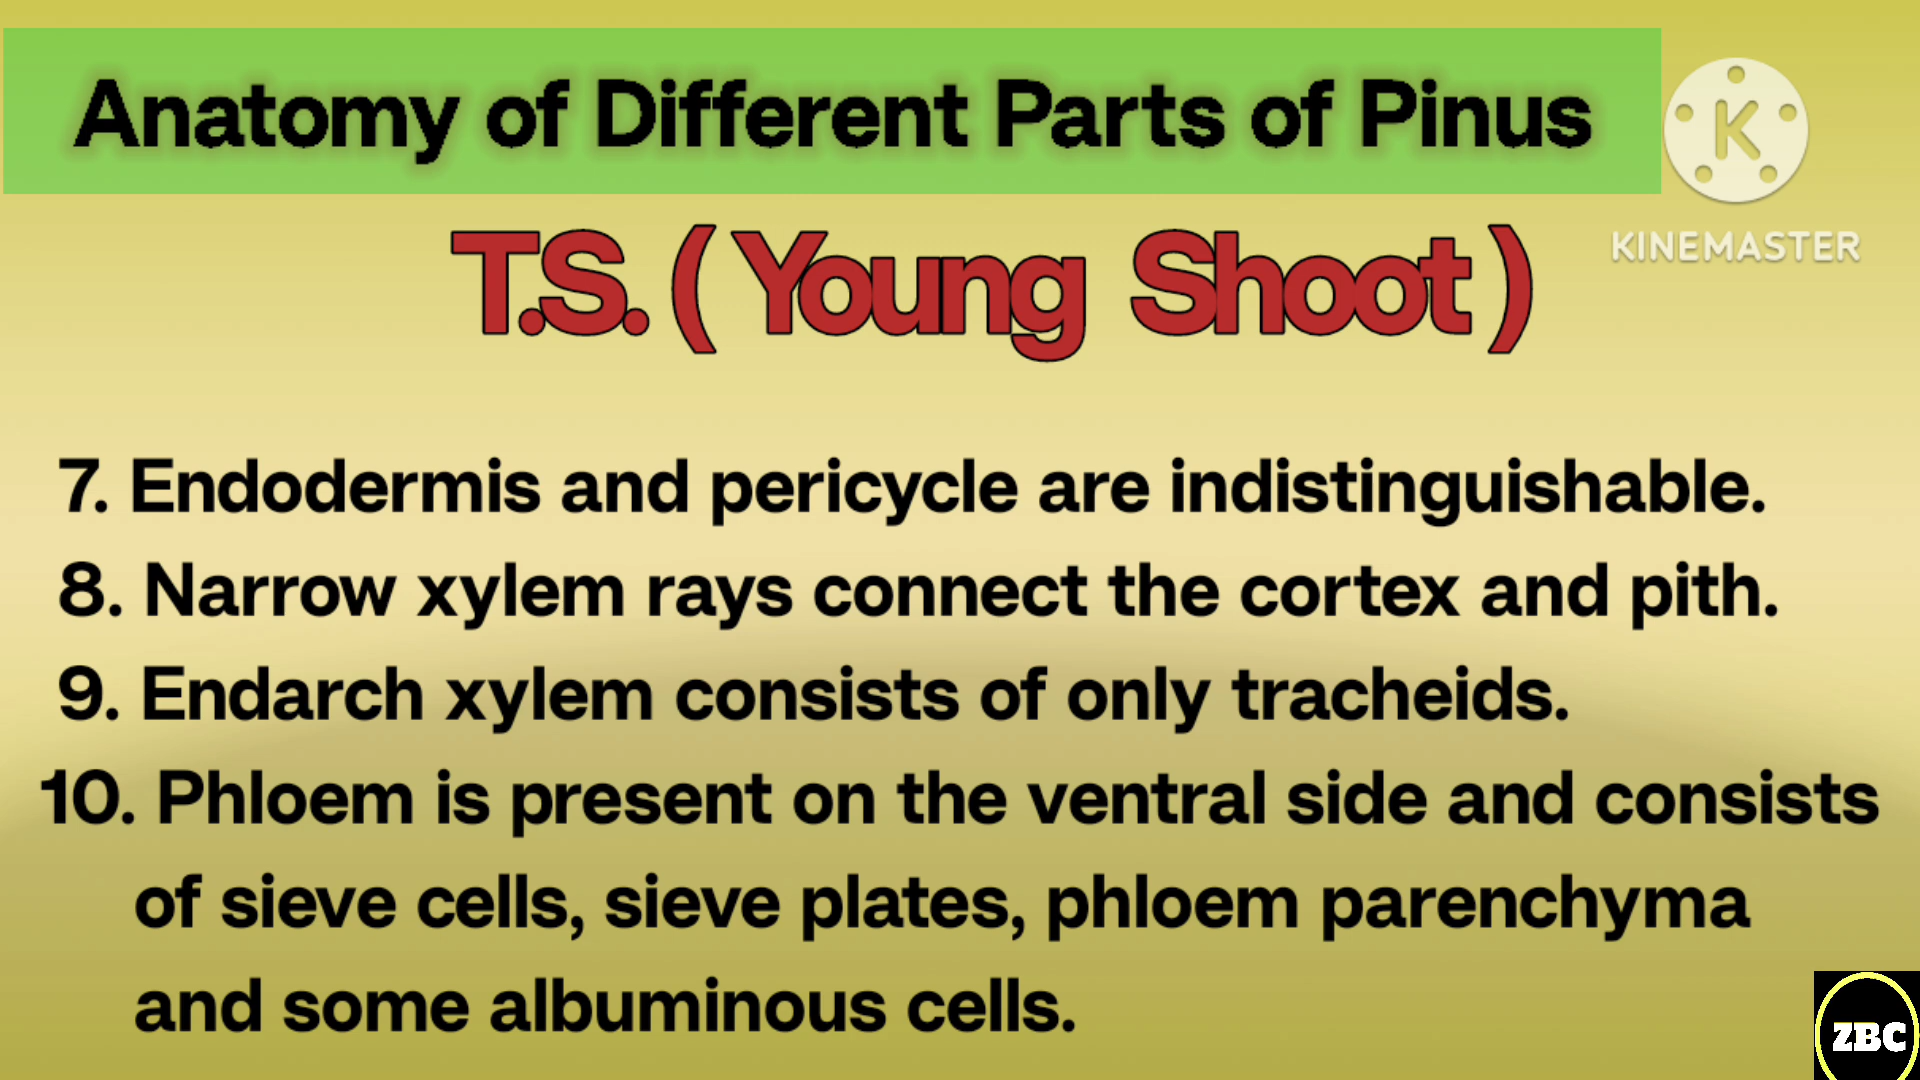 Anatomy of Different Parts of Pinus
K
KINEMASTER
T.S. ( Young Shoot )
7. Endodermis and pericycle are indistinguishable.
8. Narrow xylem rays connect the cortex and pith.
9. Endarch xylem consists of only tracheids.
10. Phloem is present on the ventral side and consists
of sieve cells, sieve plates, phloem parenchyma
and some albuminous cells.
ZBC